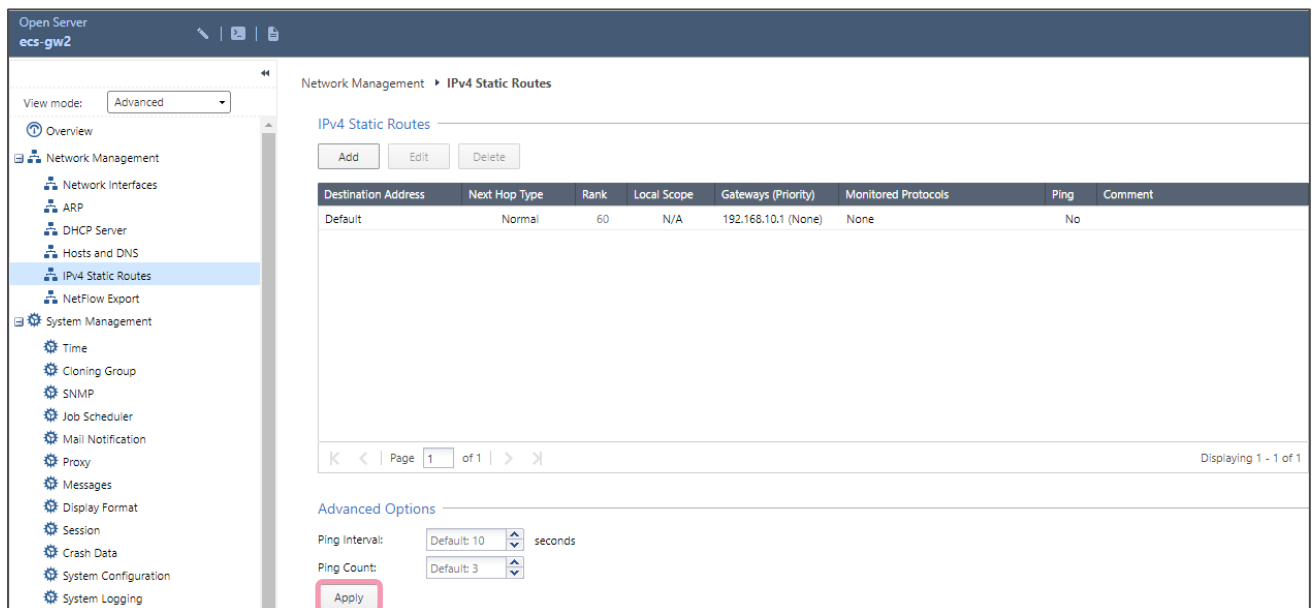 Open Server
ecs-gw2
View mode: Advanced
Overview
Network Management
Network Interfaces
ARP
DHCP Server
Hosts and DNS
IPv4 Static Routes
NetFlow Export
System Management
Time
Cloning Group
SNMP
Job Scheduler
Mail Notification
Proxy
Messages
Display Format
Session
Crash Data
System Configuration
System Logging
Network Management IPv4 Static Routes
IPv4 Static Routes
Add Edit Delete
Destination Address Next Hop Type Rank Local Scope Gateways (Priority) Monitored Protocols Ping Comment
Default Normal 60 N/A 192.168.10.1 (None) None No
Page 1 of 1 Displaying 1 - 1 of 1
Advanced Options
Ping Interval: Default: 10 seconds
Ping Count: Default: 3
Apply